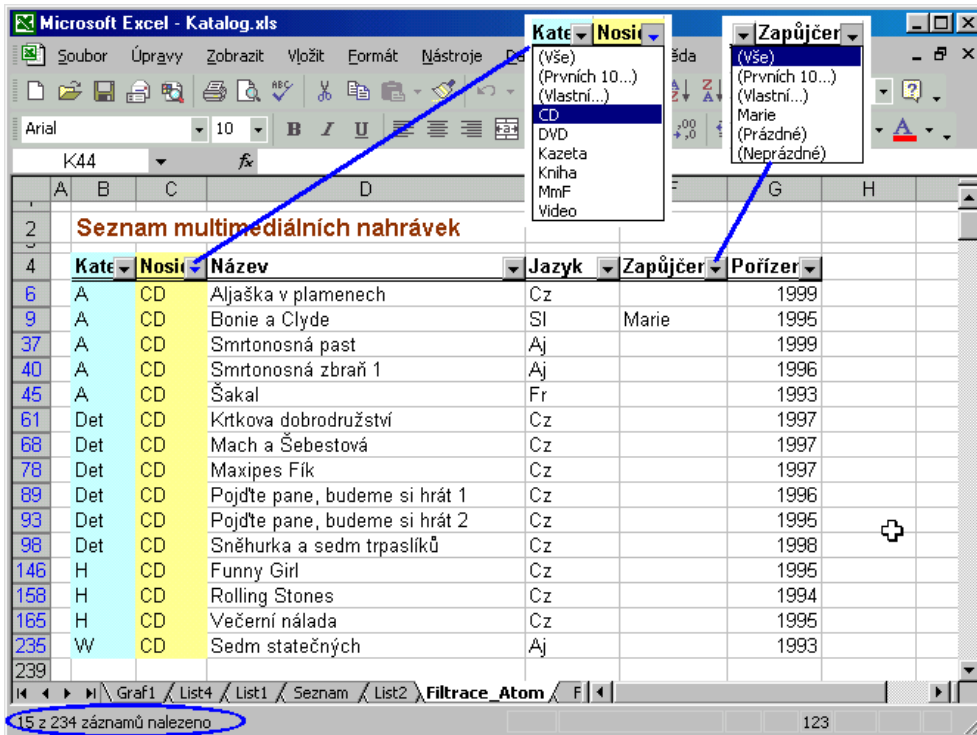 Microsoft Excel - Katalog.xls
Kate Nosi
Zapůjčer
Soubor Úpravy Zobrazit Vložit Formát Nástroje
(Vše)
(Prvních 10...)
(Vlastní...)
CD
DVD
Kazeta
Kniha
MmF
Video
(Vše)
(Prvních 10...)
(Vlastní...)
Marie
(Prázdné)
(Neprázdné)
Arial 10 B I U
K44 fx
A B C D G H
2 Seznam multimediálních nahrávek
4 Kate Nosi Název Jazyk Zapůjčer Pořízer
6 A CD Aljaška v plamenech Cz 1999
9 A CD Bonie a Clyde Sl Marie 1995
37 A CD Smrtonosná past Aj 1999
40 A CD Smrtonosná zbraň 1 Aj 1996
45 A CD Šakal Fr 1993
61 Det CD Krtkova dobrodružství Cz 1997
68 Det CD Mach a Šebestová Cz 1997
78 Det CD Maxipes Fík Cz 1997
89 Det CD Pojďte pane, budeme si hrát 1 Cz 1996
93 Det CD Pojďte pane, budeme si hrát 2 Cz 1995
98 Det CD Sněhurka a sedm trpaslíků Cz 1998
146 H CD Funny Girl Cz 1995
158 H CD Rolling Stones Cz 1994
165 H CD Večerní nálada Cz 1995
235 W CD Sedm statečných Aj 1993
239
Graf1 List4 List1 Seznam List2 Filtrace_Atom F
15 z 234 záznamů nalezeno 123